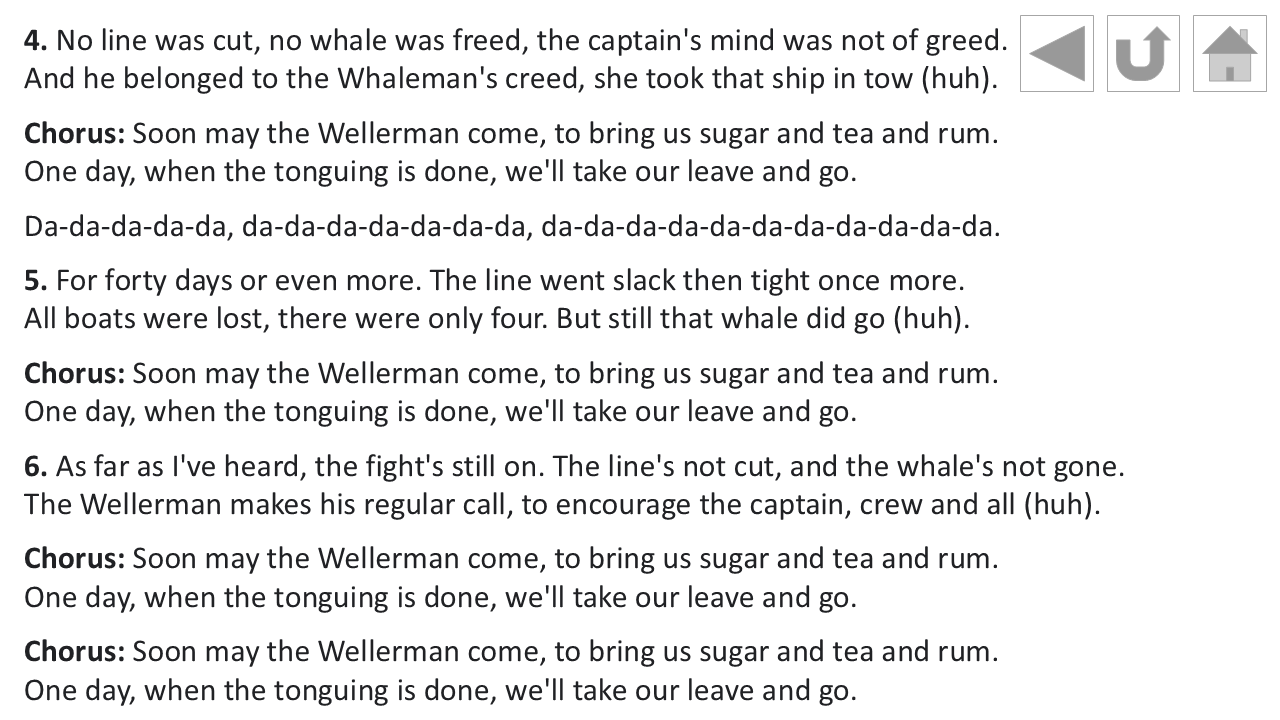 4. No line was cut, no whale was freed, the captain's mind was not of greed.
And he belonged to the Whaleman's creed, she took that ship in tow (huh).
Chorus: Soon may the Wellerman come, to bring us sugar and tea and rum.
One day, when the tonguing is done, we'll take our leave and go.
Da-da-da-da-da, da-da-da-da-da-da-da, da-da-da-da-da-da-da-da-da-da-da.
5. For forty days or even more. The line went slack then tight once more.
All boats were lost, there were only four. But still that whale did go (huh).
Chorus: Soon may the Wellerman come, to bring us sugar and tea and rum.
One day, when the tonguing is done, we'll take our leave and go.
6. As far as I've heard, the fight's still on. The line's not cut, and the whale's not gone.
The Wellerman makes his regular call, to encourage the captain, crew and all (huh).
Chorus: Soon may the Wellerman come, to bring us sugar and tea and rum.
One day, when the tonguing is done, we'll take our leave and go.
Chorus: Soon may the Wellerman come, to bring us sugar and tea and rum.
One day, when the tonguing is done, we'll take our leave and go.